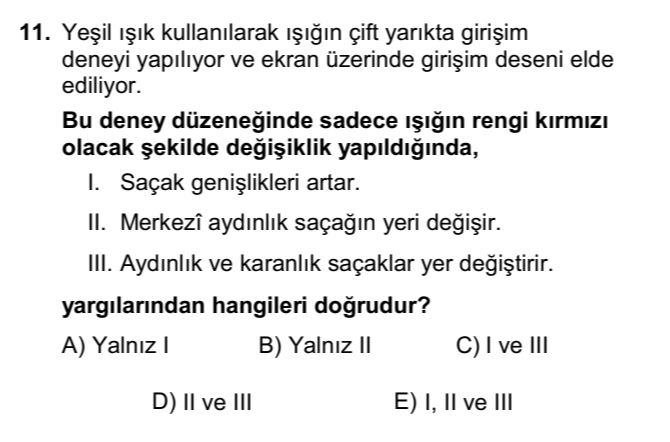 11. Yeşil ışık kullanılarak ışığın çift yarıkta girişim
deneyi yapılıyor ve ekran üzerinde girişim deseni elde
ediliyor.
Bu deney düzeneğinde sadece ışığın rengi kırmızı
olacak şekilde değişiklik yapıldığında,
I. Saçak genişlikleri artar.
II. Merkezî aydınlık saçağın yeri değişir.
III. Aydınlık ve karanlık saçaklar yer değiştirir.
yargılarından hangileri doğrudur?
A) Yalnız I B) Yalnız II C) I ve III
D) II ve III E) I, II ve III